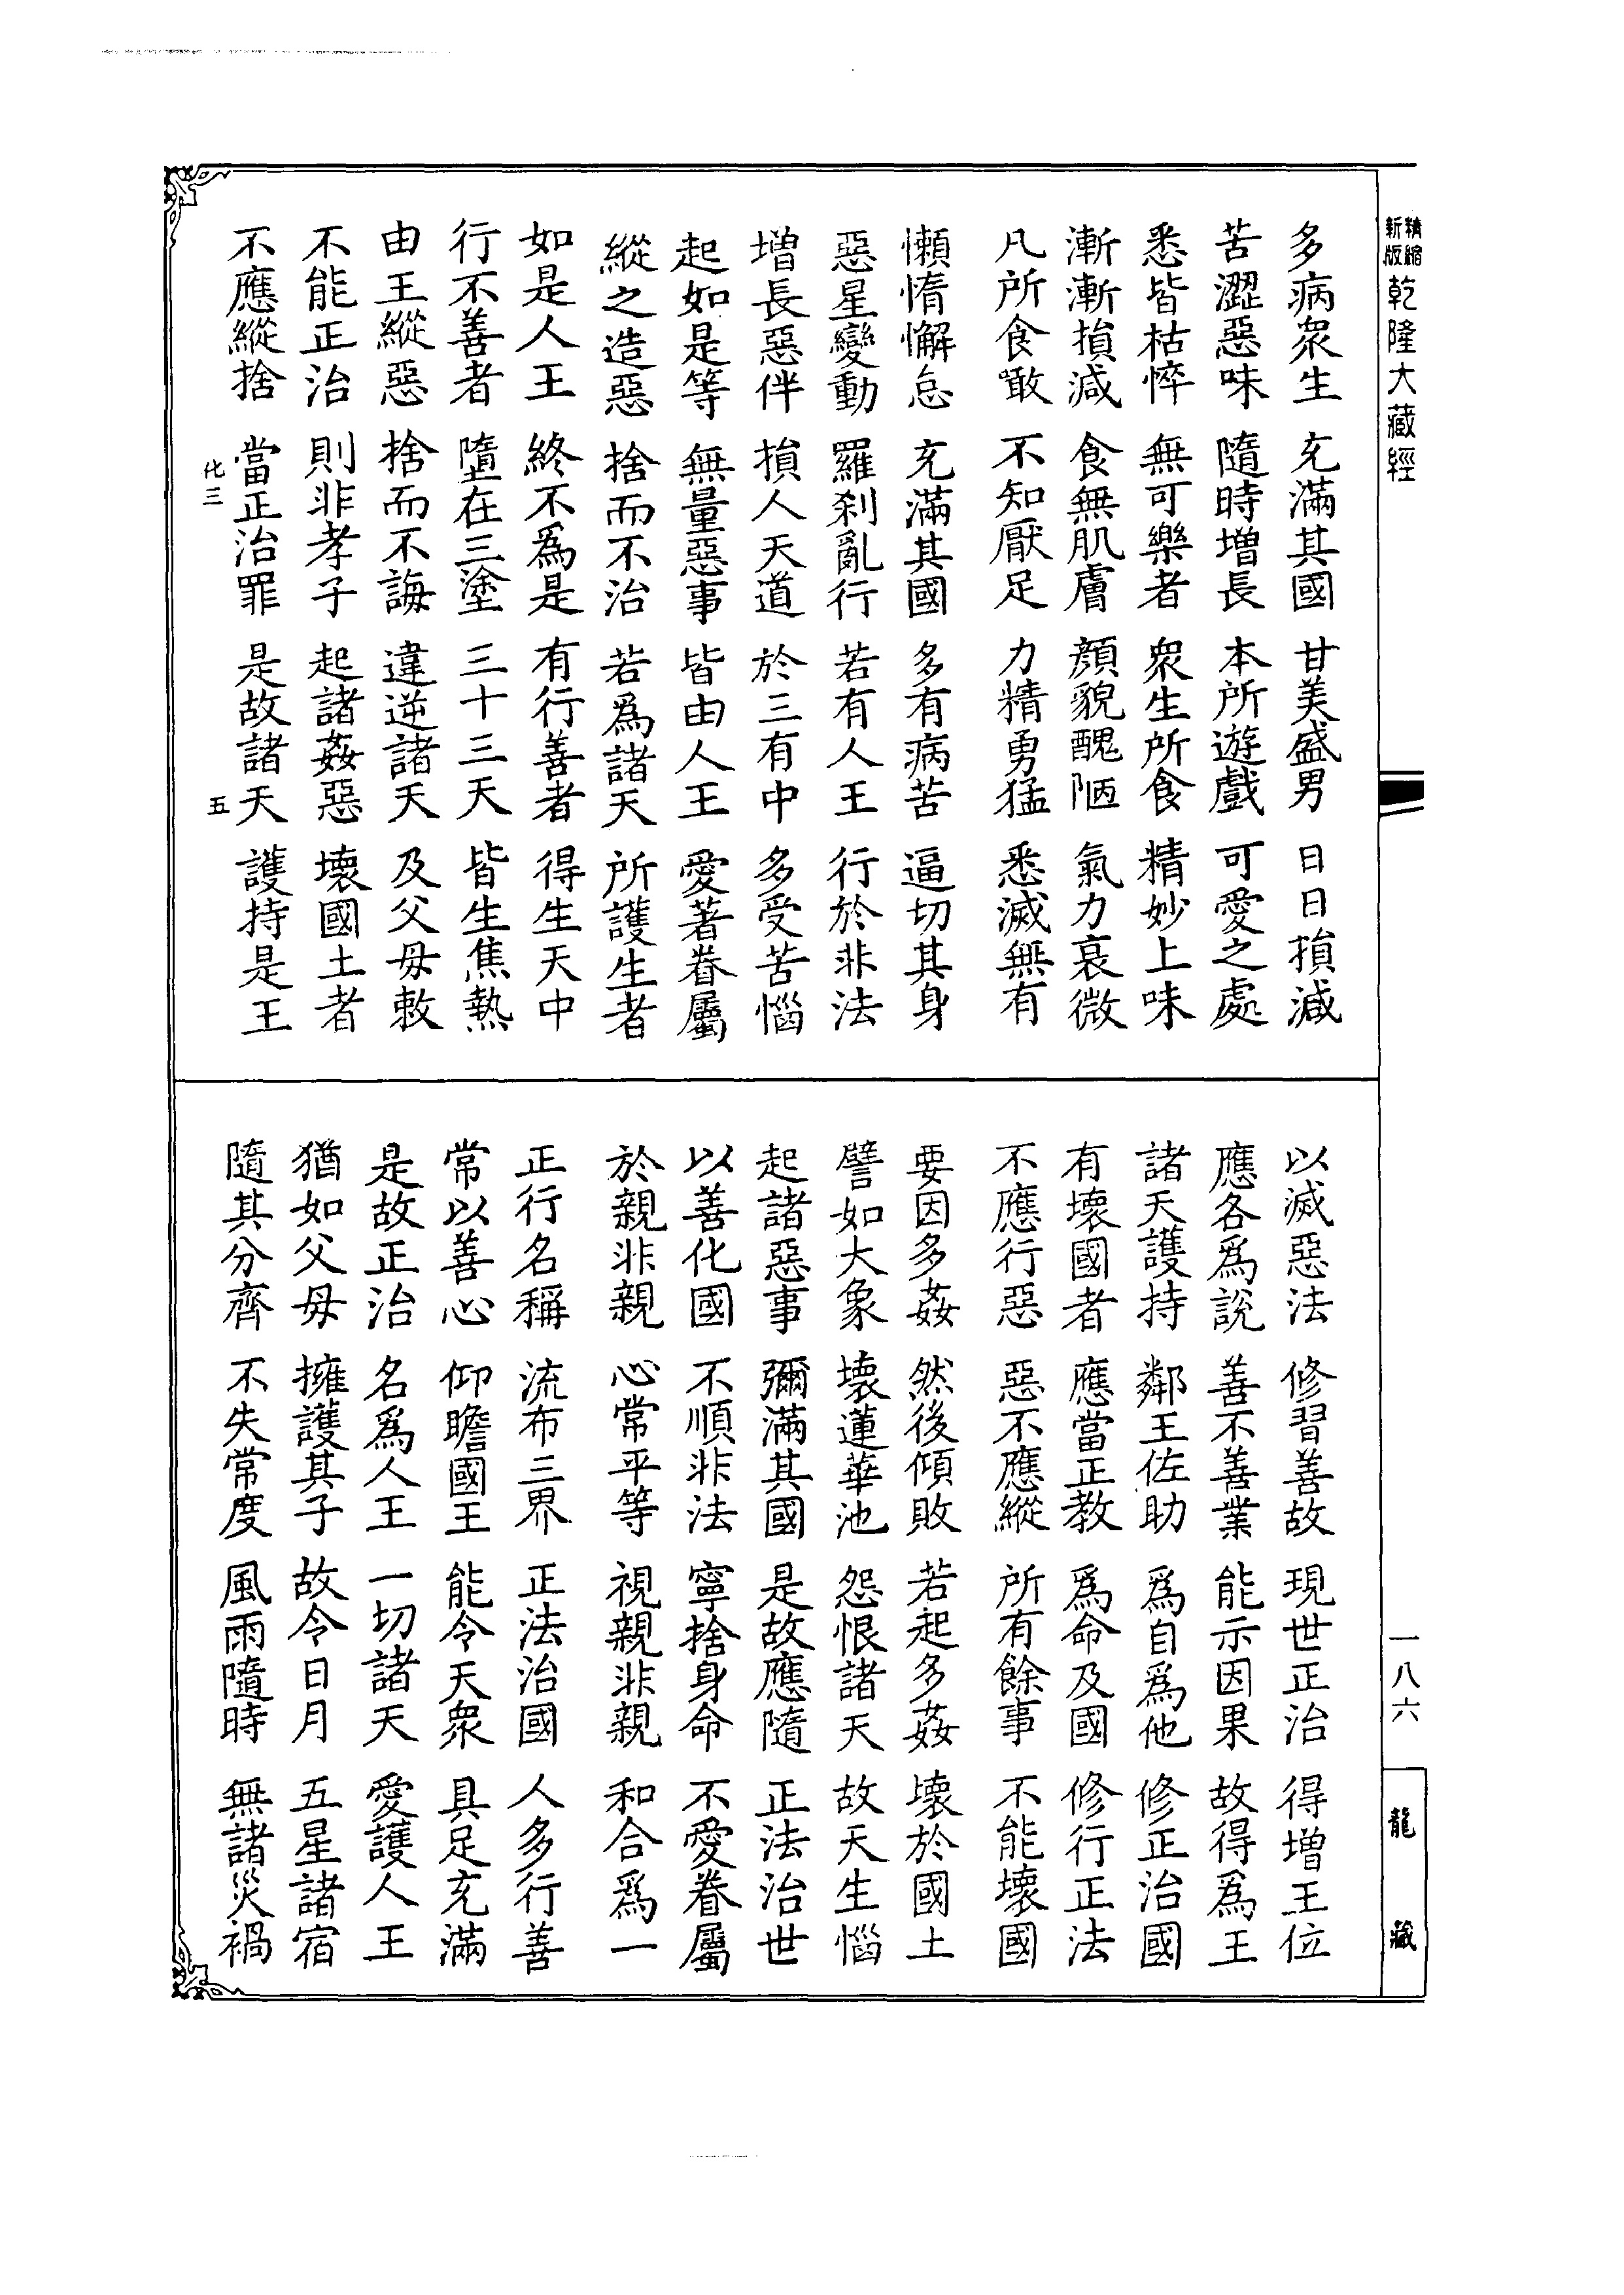 精縮
新版
乾隆大藏經
多病眾生 充滿其國 甘美盛男 日日損減
苦澀惡味 隨時增長 本所遊戲 可愛之處
悉皆枯悴 無可樂者 眾生所食 精妙上味
漸漸損減 食無肌膚 顏貌醜陋 氣力衰微
凡所食噉 不知厭足 力精勇猛 悉滅無有
懶惰懈怠 充滿其國 多有病苦 逼切其身
惡星變動 羅剎亂行 若有人王 行於非法
增長惡伴 損人天道 於三有中 多受苦惱
起如是等 無量惡事 皆由人王 愛著眷屬
縱之造惡 捨而不治 若為諸天 所護生者
如是人王 終不為是 有行善者 得生天中
行不善者 墮在三塗 三十三天 皆生焦熱
由王縱惡 捨而不誨 違逆諸天 及父母敕
不能正治 則非孝子 起諸姦惡 壞國土者
不應縱捨 當正治罪 是故諸天 護持是王
化三 五
以滅惡法 修習善故 現世正治 得增王位
應各為說 善不善業 能示因果 故得為王
諸天護持 鄰王佐助 為自為他 修正治國
有壞國者 應當正教 為命及國 修行正法
不應行惡 惡不應縱 所有餘事 不能壞國
要因多姦 然後傾敗 若起多姦 壞於國土
譬如大象 壞蓮華池 怨恨諸天 故天生惱
起諸惡事 彌滿其國 是故應隨 正法治世
以善化國 不順非法 寧捨身命 不愛眷屬
於親非親 心常平等 視親非親 和合為一
正行名稱 流布三界 正法治國 人多行善
常以善心 仰瞻國王 能令天眾 具足充滿
是故正治 名為人王 一切諸天 愛護人王
猶如父母 擁護其子 故令日月 五星諸宿
隨其分齊 不失常度 風雨隨時 無諸災禍
一八六
龍藏